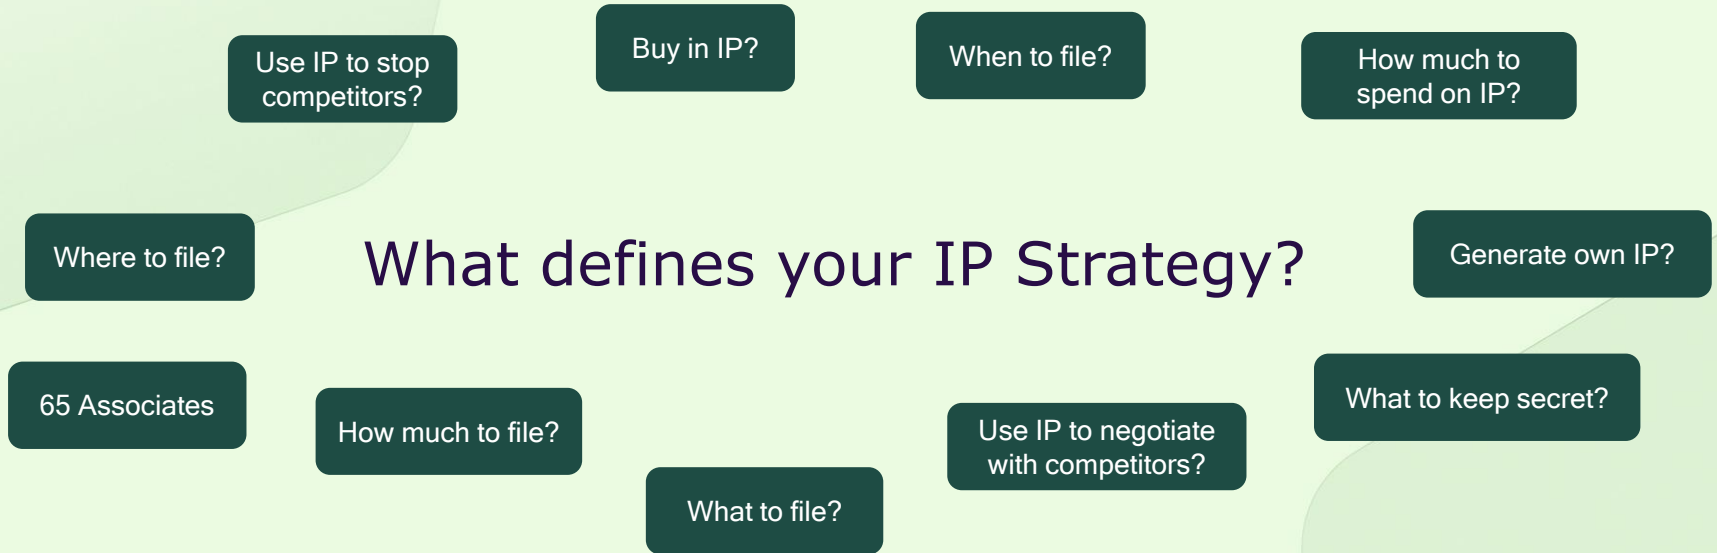 Use IP to stop
competitors?
Buy in IP?
When to file?
How much to
spend on IP?
Where to file?
What defines your IP Strategy?
Generate own IP?
65 Associates
How much to file?
What to file?
Use IP to negotiate
with competitors?
What to keep secret?